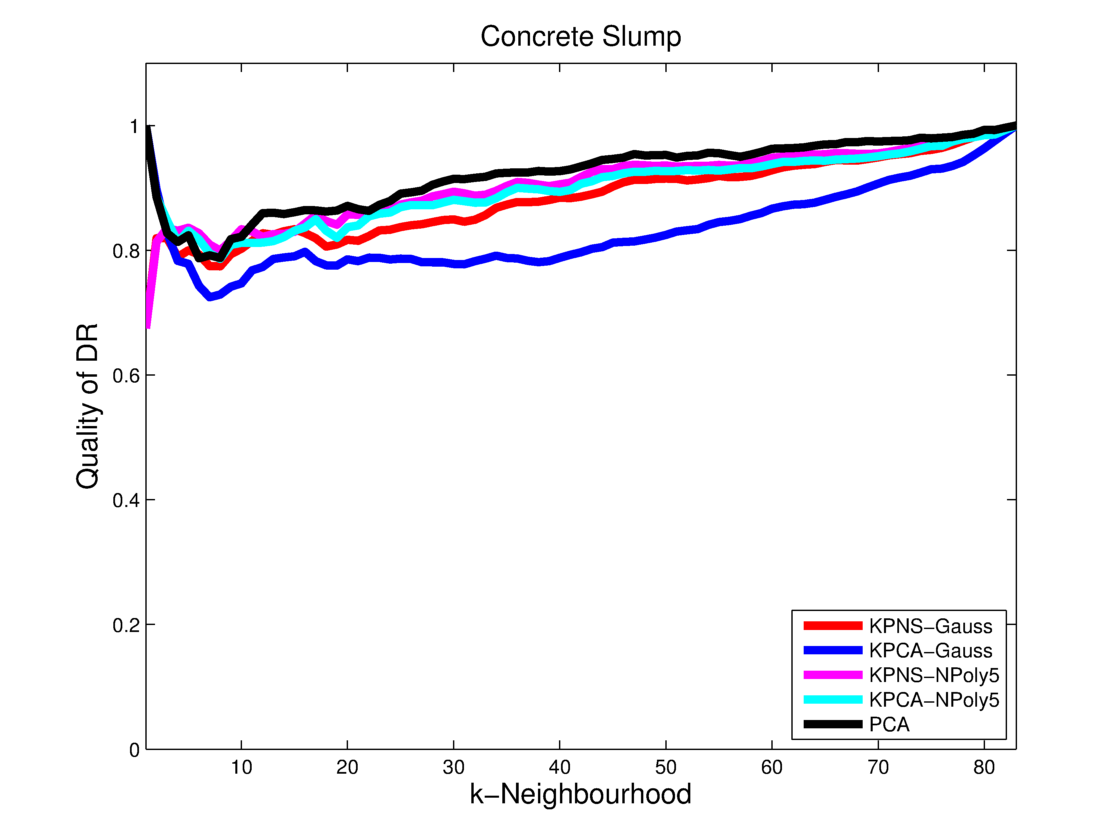 Concrete Slump
Quality of DR
1
0.8
0.6
0.4
0.2
0
10 20 30 40 50 60 70 80
k−Neighbourhood
KPNS−Gauss
KPCA−Gauss
KPNS−NPoly5
KPCA−NPoly5
PCA